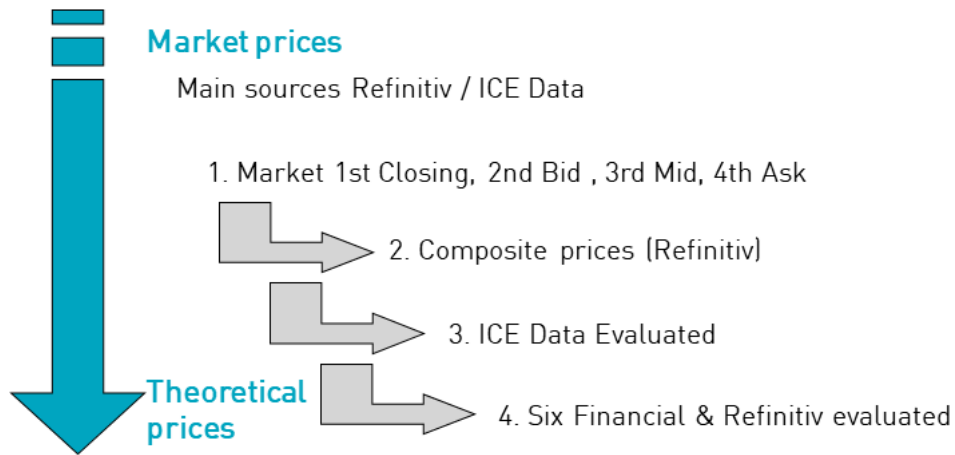 Market prices
Main sources Refinitiv / ICE Data
1. Market 1st Closing, 2nd Bid , 3rd Mid, 4th Ask
2. Composite prices (Refinitiv)
3. ICE Data Evaluated
Theoretical
prices
4. Six Financial & Refinitiv evaluated